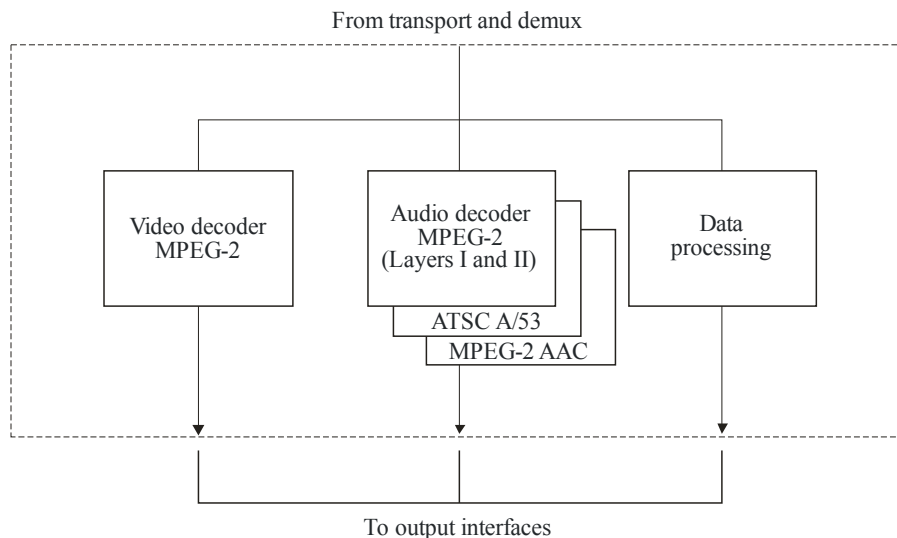 From transport and demux
Video decoder
MPEG-2
Audio decoder
MPEG-2
(Layers I and II)
ATSC A/53
MPEG-2 AAC
Data
processing
To output interfaces